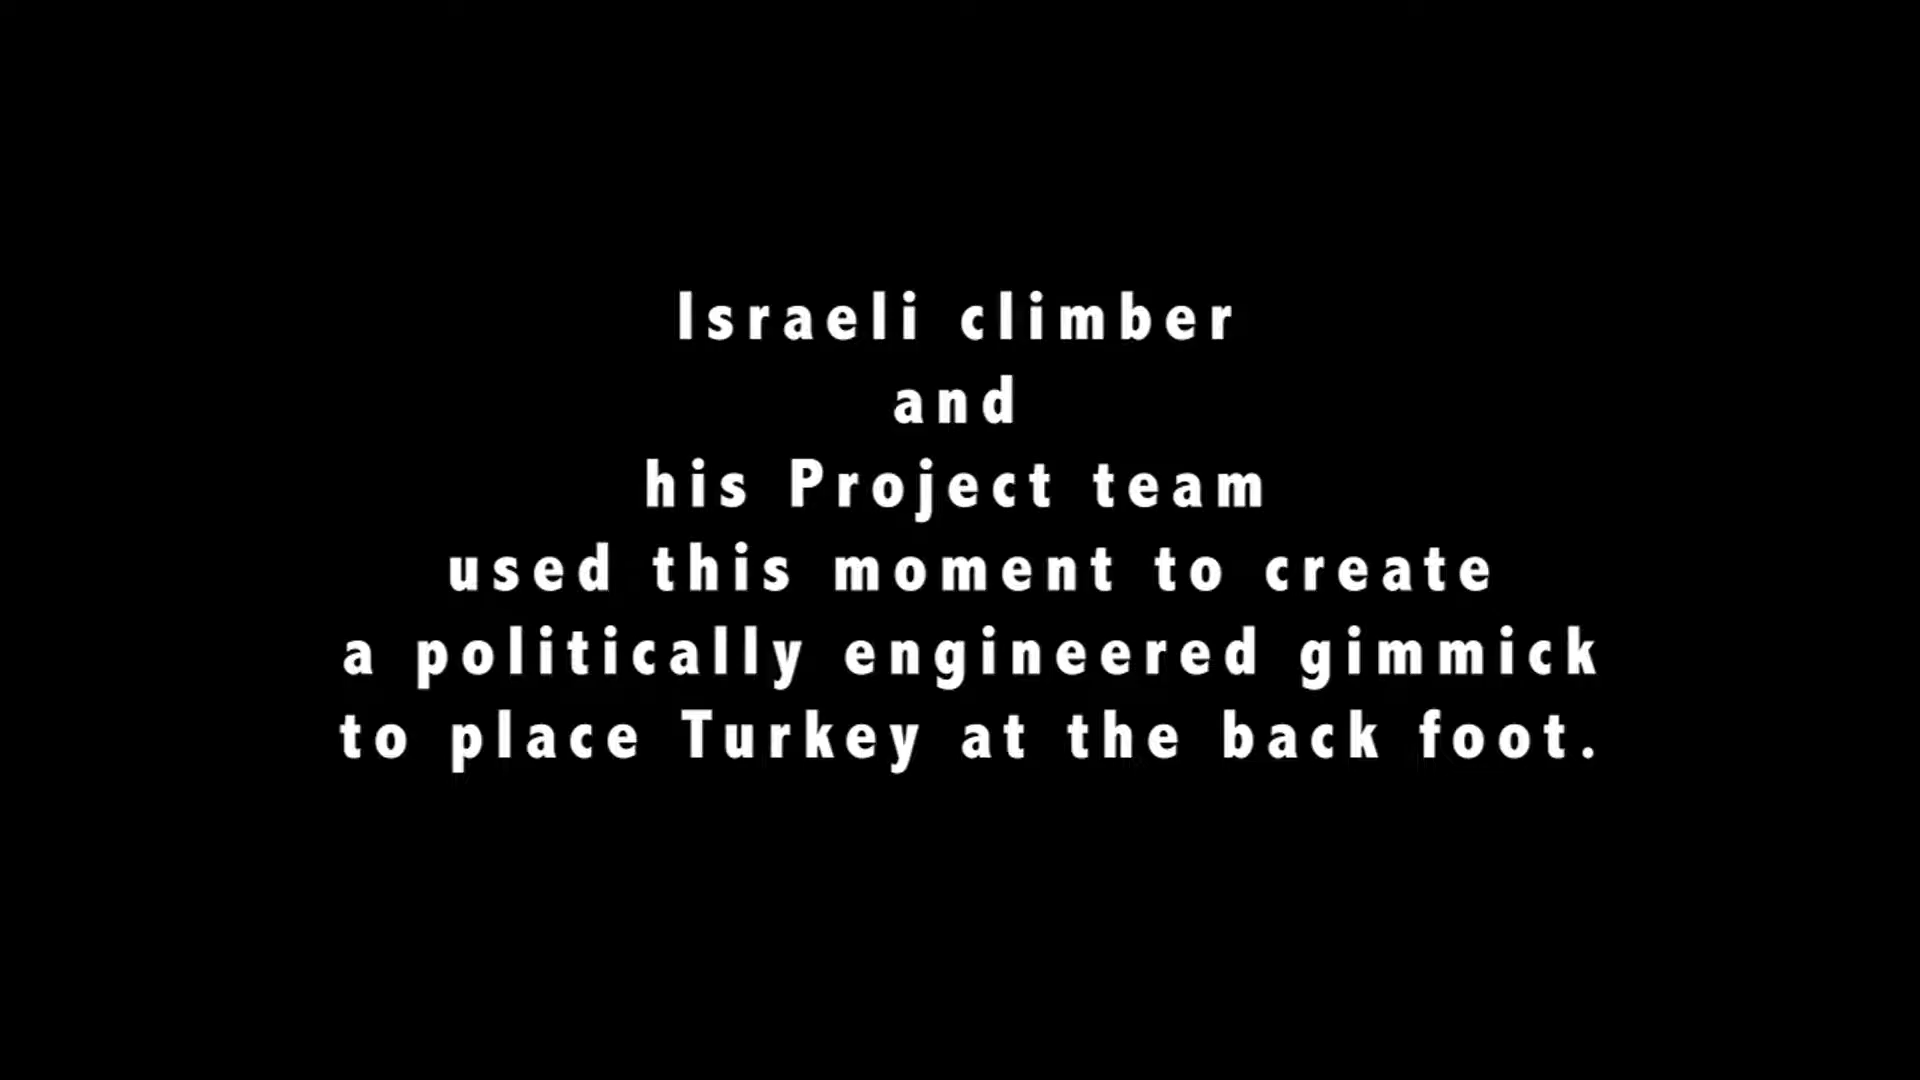 Israeli climber
and
his Project team
used this moment to create
a politically engineered gimmick
to place Turkey at the back foot.